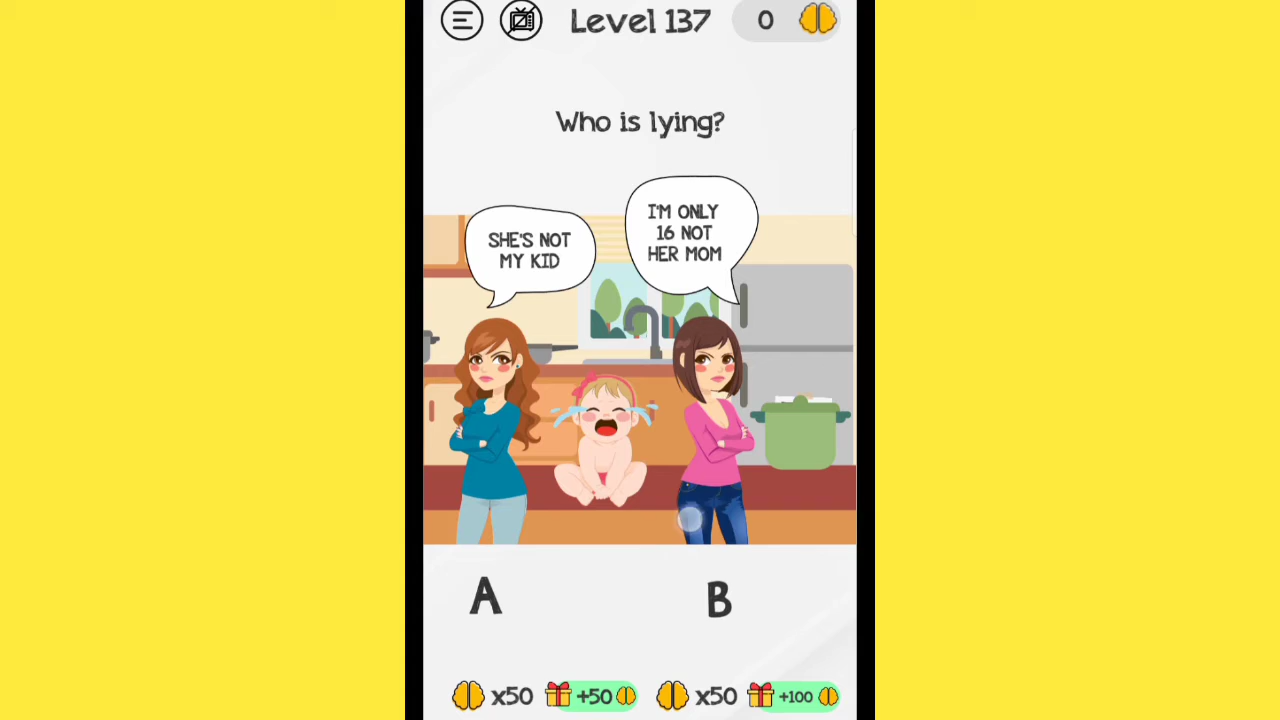 Level 137
0
Who is lying?
SHE'S NOT
MY KID
I'M ONLY
16 NOT
HER MOM
A
B
x50
+50
x50
+100